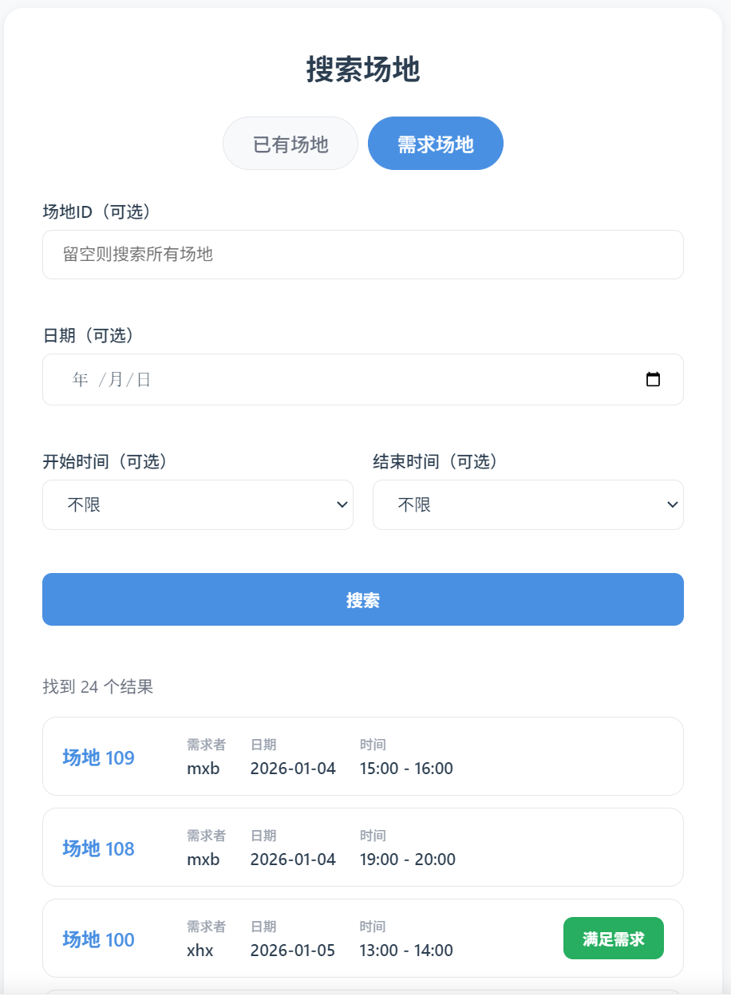 搜索场地
已有场地 需求场地
场地ID（可选）
留空则搜索所有场地
日期（可选）
年 /月/日
开始时间（可选） 结束时间（可选）
不限 不限
搜索
找到 24 个结果
场地 109
需求者 日期 时间
mxb 2026-01-04 15:00 - 16:00
场地 108
需求者 日期 时间
mxb 2026-01-04 19:00 - 20:00
场地 100
需求者 日期 时间
xhx 2026-01-05 13:00 - 14:00
满足需求